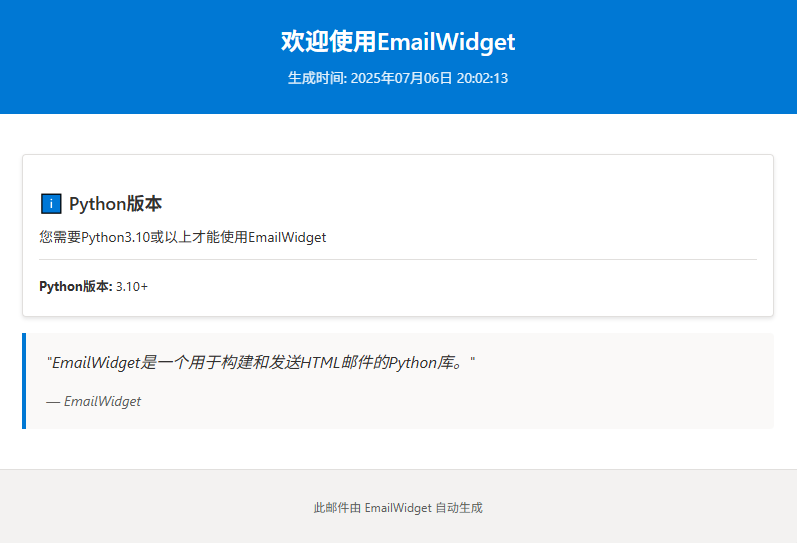 欢迎使用EmailWidget
生成时间: 2025年07月06日 20:02:13
ℹ Python版本
您需要Python3.10或以上才能使用EmailWidget
Python版本: 3.10+
"EmailWidget是一个用于构建和发送HTML邮件的Python库。"
— EmailWidget
此邮件由 EmailWidget 自动生成